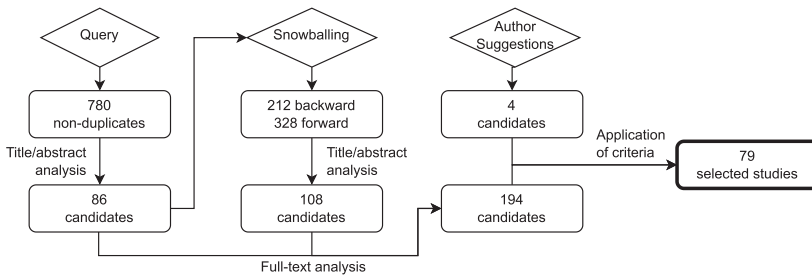 Query
Snowballing
Author
Suggestions
780
non-duplicates
212 backward
328 forward
4
candidates
Title/abstract
analysis
Title/abstract
analysis
Application
of criteria
79
selected studies
86
candidates
108
candidates
194
candidates
Full-text analysis